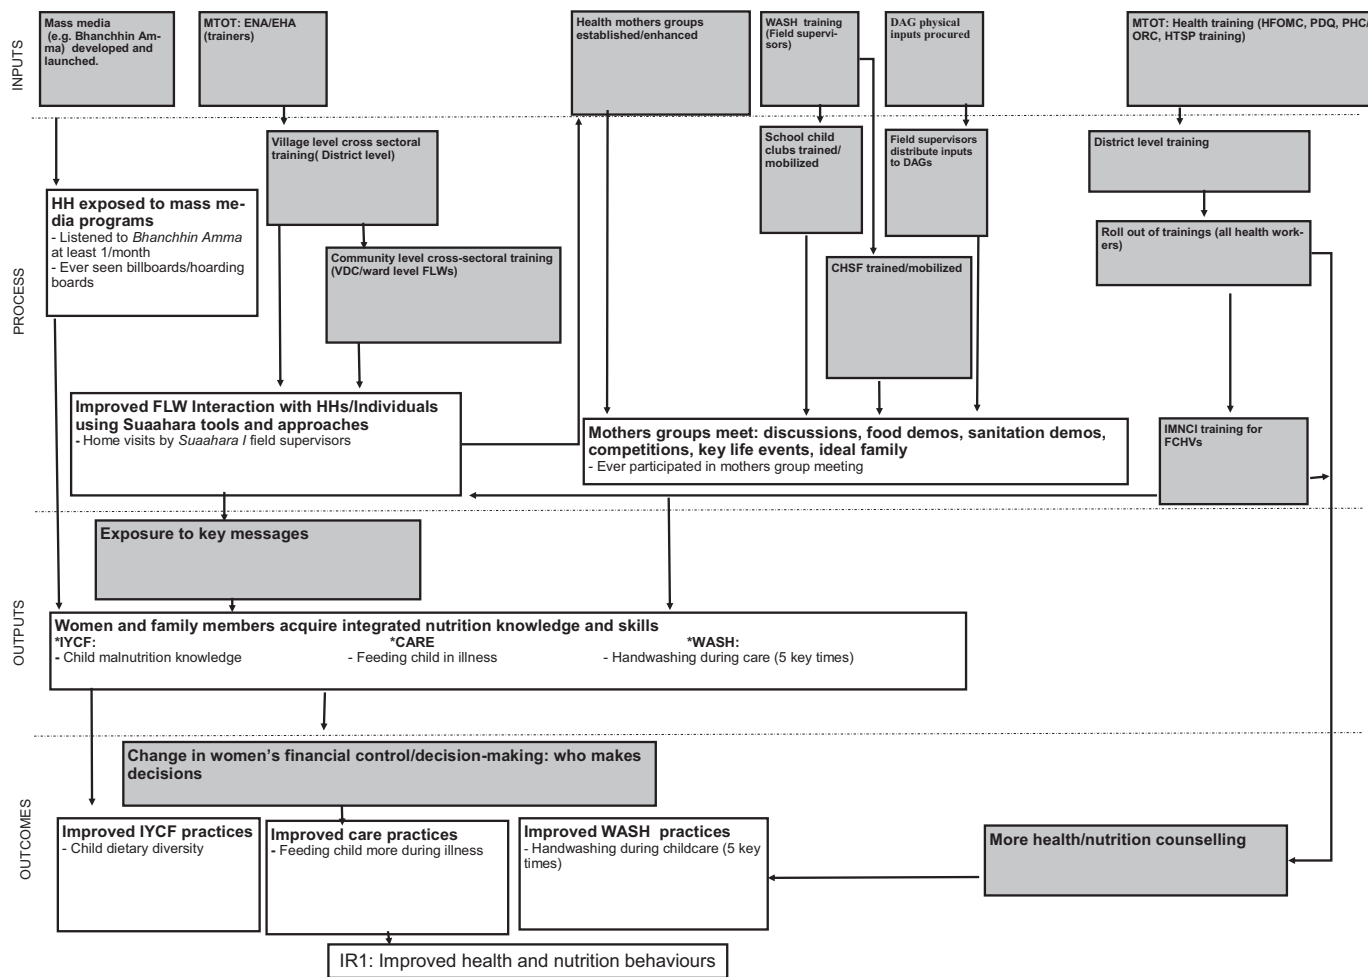 INPUTS
Mass media
(e.g. Bhanchhin Am-
ma) developed and
launched.
MTOT: ENA/EHA
(trainers)
Health mothers groups
established/enhanced
WASH training
(Field supervi-
sors)
DAG physical
inputs procured
MTOT: Health training (HFOMC, PDQ, PHC/
ORC, HTSP training)
PROCESS
Village level cross sectoral
training( District level)
School child
clubs trained/
mobilized
Field supervisors
distribute inputs
to DAGs
District level training
HH exposed to mass me-
dia programs
- Listened to Bhanchhin Amma
at least 1/month
- Ever seen billboards/hoarding
boards
Community level cross-sectoral training
(VDC/ward level FLWs)
CHSF trained/mobilized
Roll out of trainings (all health work-
ers)
Improved FLW Interaction with HHs/Individuals
using Suaahara tools and approaches
- Home visits by Suaahara I field supervisors
Mothers groups meet: discussions, food demos, sanitation demos,
competitions, key life events, ideal family
- Ever participated in mothers group meeting
IMNCI training for
FCHVs
OUTPUTS
Exposure to key messages
Women and family members acquire integrated nutrition knowledge and skills
*IYCF: *CARE *WASH:
- Child malnutrition knowledge - Feeding child in illness - Handwashing during care (5 key times)
OUTCOMES
Change in women's financial control/decision-making: who makes
decisions
Improved IYCF practices
- Child dietary diversity
Improved care practices
- Feeding child more during illness
Improved WASH practices
- Handwashing during childcare (5 key
times)
More health/nutrition counselling
IR1: Improved health and nutrition behaviours